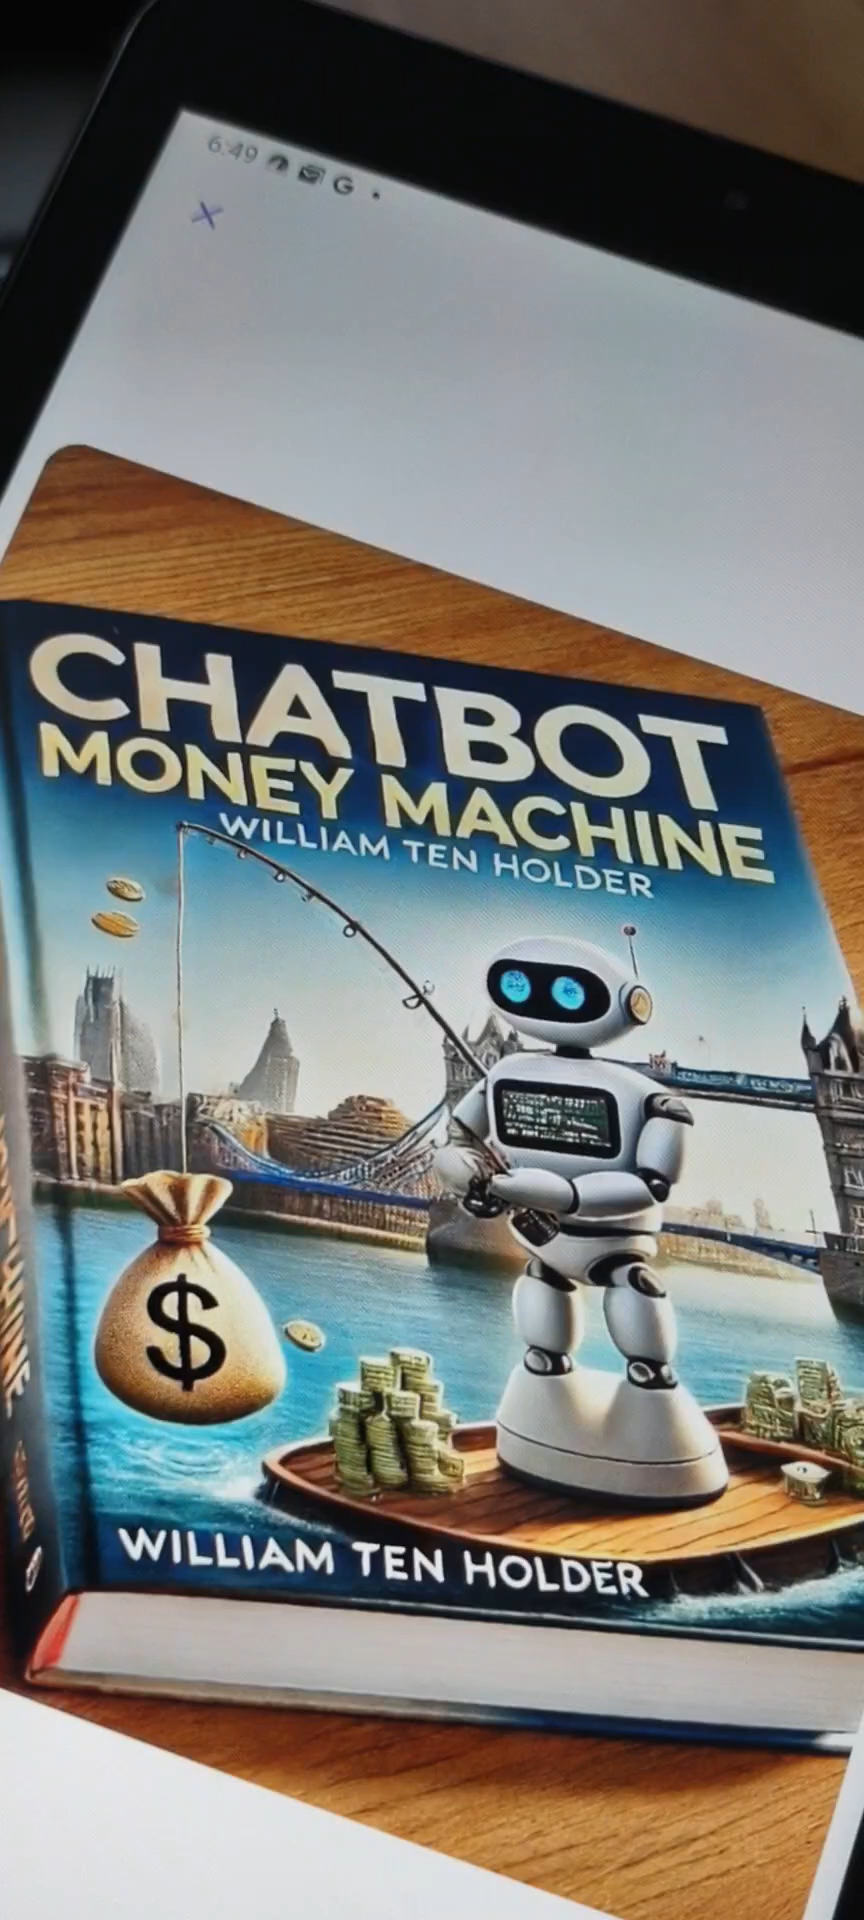 6:49
G
CHATBOT
MONEY MACHINE
WILLIAM TEN HOLDER
$
WILLIAM TEN HOLDER